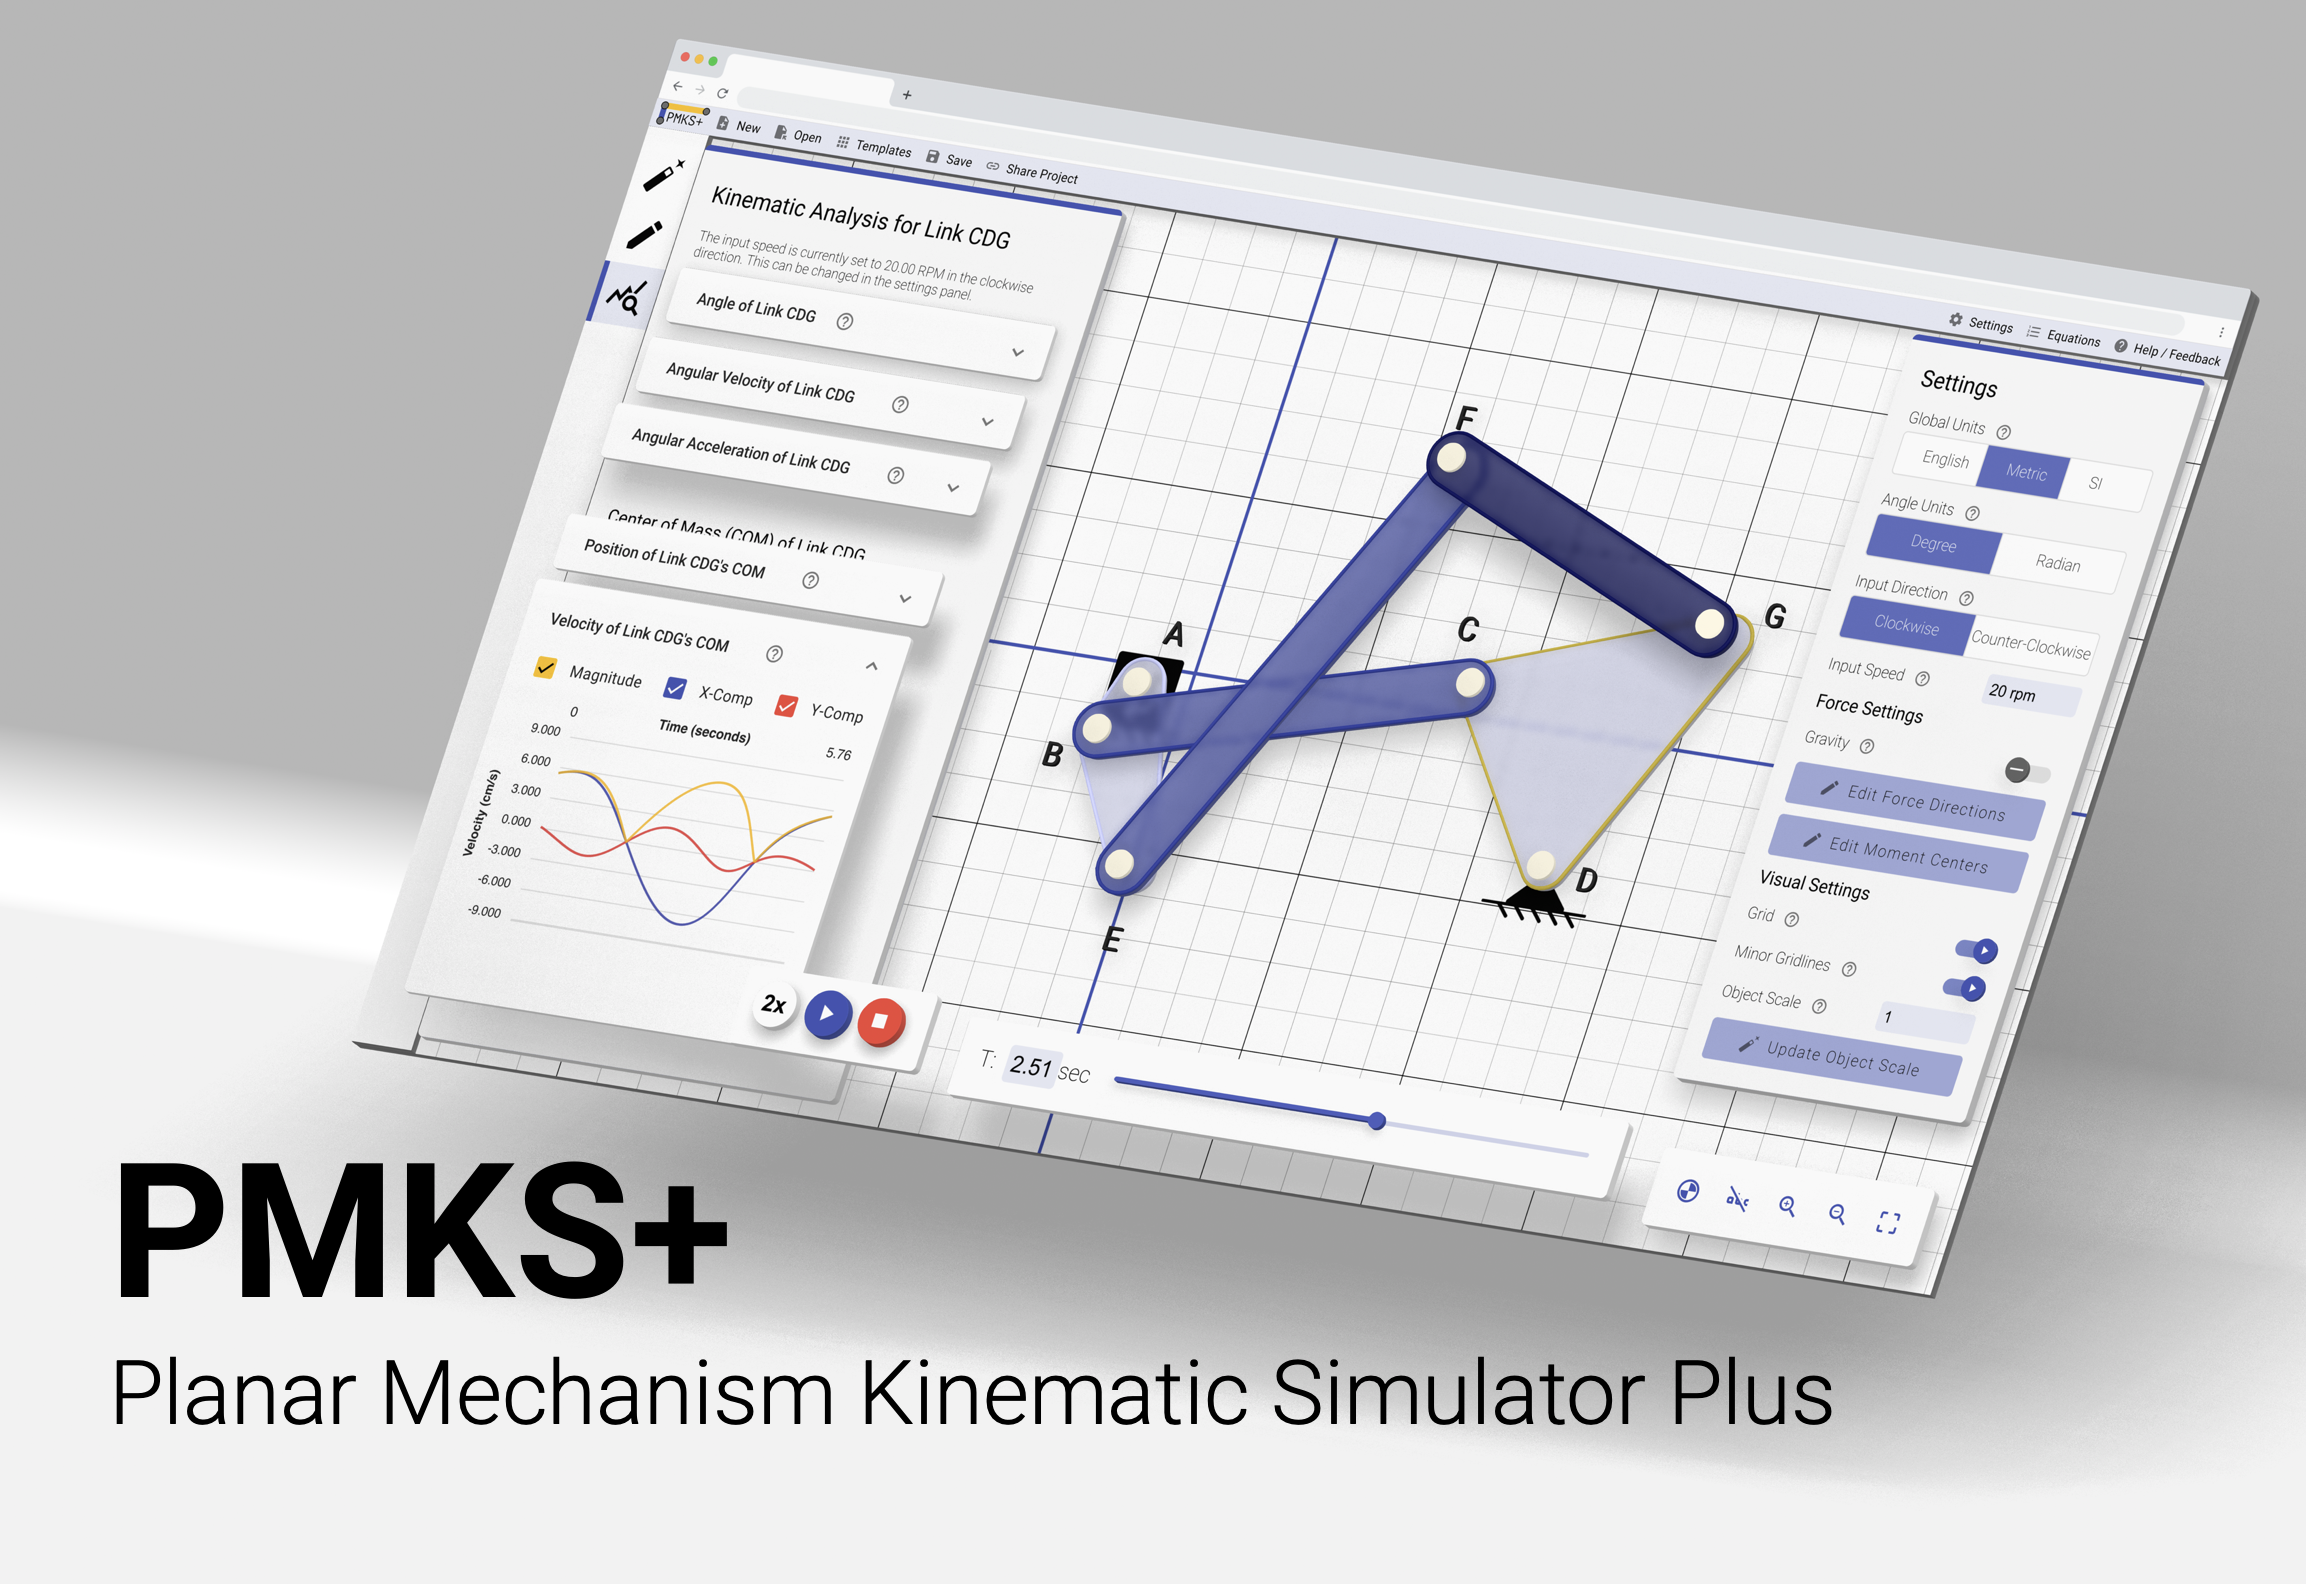 PMKS+
New
Open
Templates
Save
Share Project
Settings
Equations
Help / Feedback
Kinematic Analysis for Link CDG
The input speed is currently set to 20.00 RPM in the clockwise
direction. This can be changed in the settings panel.
Angle of Link CDG
Angular Velocity of Link CDG
Angular Acceleration of Link CDG
Center of Mass (COM) of Link CDG
Position of Link CDG's COM
Velocity of Link CDG's COM
Magnitude
X-Comp
Y-Comp
0
Time (seconds)
5.76
9.000
6.000
3.000
0.000
-3.000
-6.000
-9.000
Velocity (cm/s)
2x
A
B
C
D
E
F
G
T: 2.51 sec
Settings
Global Units
English
Metric
SI
Angle Units
Degree
Radian
Input Direction
Clockwise
Counter-Clockwise
Input Speed
20 rpm
Force Settings
Gravity
Edit Force Directions
Edit Moment Centers
Visual Settings
Grid
Minor Gridlines
Object Scale
1
Update Object Scale
abc
PMKS+
Planar Mechanism Kinematic Simulator Plus